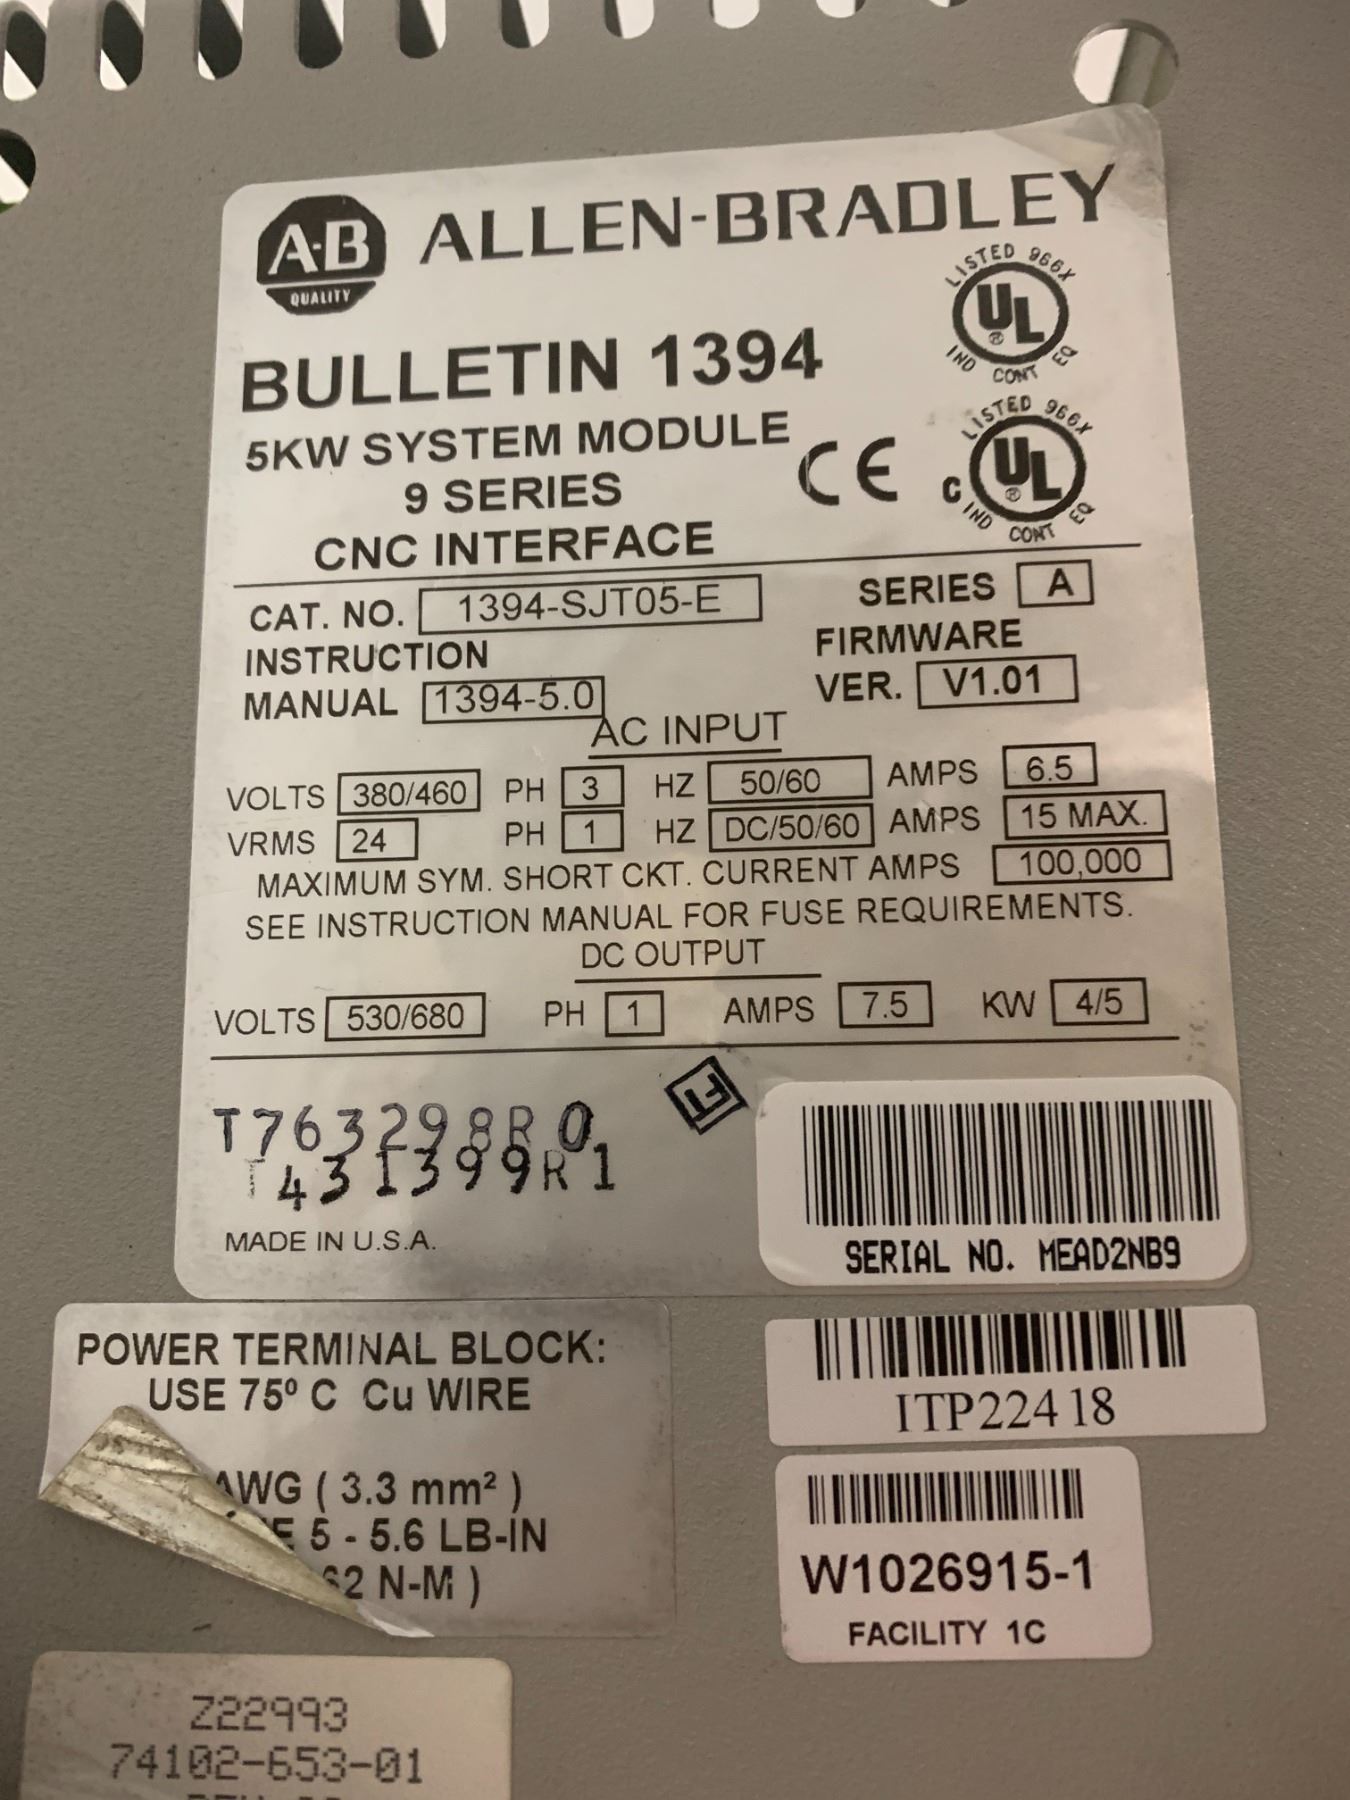 A-B
QUALITY
ALLEN-BRADLEY
LISTED 966X
UL
®
IND CONT EQ
BULLETIN 1394
5KW SYSTEM MODULE
9 SERIES
CNC INTERFACE
CE
LISTED 966X
C UL
®
IND CONT EQ
CAT. NO. 1394-SJT05-E
SERIES A
INSTRUCTION
MANUAL 1394-5.0
FIRMWARE
VER. V1.01
AC INPUT
VOLTS 380/460 PH 3 HZ 50/60 AMPS 6.5
VRMS 24 PH 1 HZ DC/50/60 AMPS 15 MAX.
MAXIMUM SYM. SHORT CKT. CURRENT AMPS 100,000
SEE INSTRUCTION MANUAL FOR FUSE REQUIREMENTS.
DC OUTPUT
VOLTS 530/680 PH 1 AMPS 7.5 KW 4/5
T763298R0
T431399R1
MADE IN U.S.A.
SERIAL NO. MEAD2NB9
POWER TERMINAL BLOCK:
USE 75º C Cu WIRE
AWG ( 3.3 mm² )
5 - 5.6 LB-IN
N-M )
ITP22418
W1026915-1
FACILITY 1C
Z22993
74102-653-01